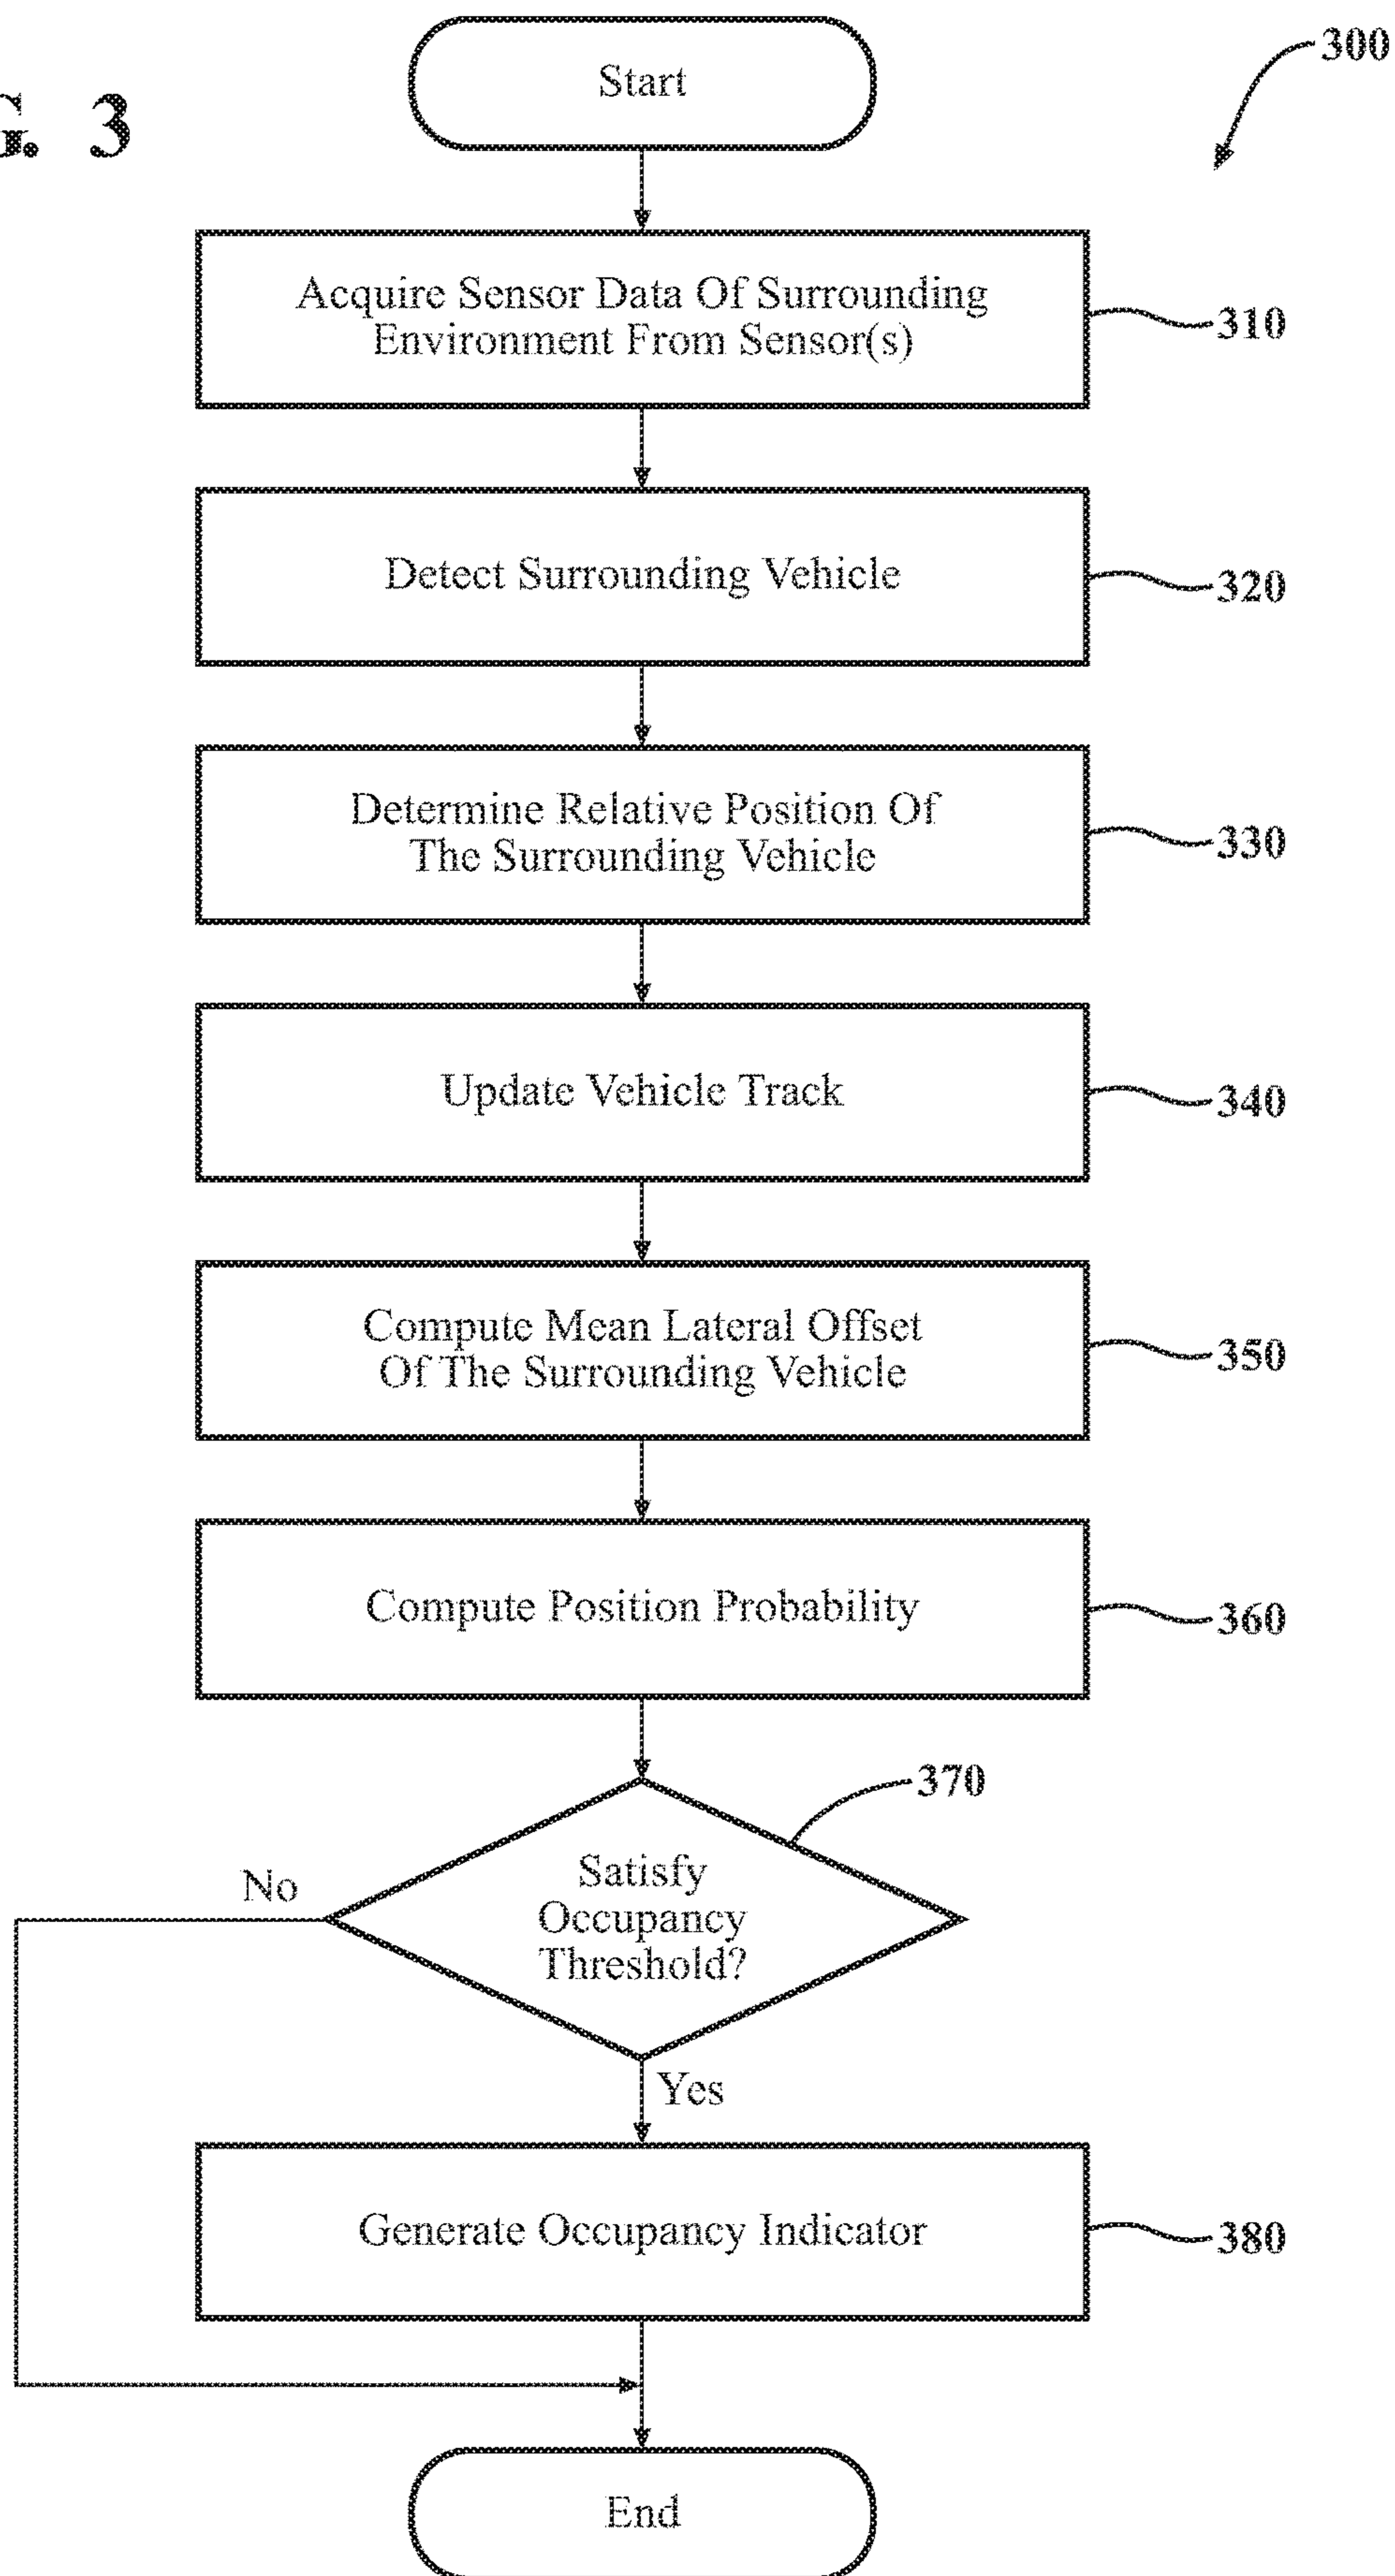 G. 3
Start
300
Acquire Sensor Data Of Surrounding
Environment From Sensor(s)
310
Detect Surrounding Vehicle
320
Determine Relative Position Of
The Surrounding Vehicle
330
Update Vehicle Track
340
Compute Mean Lateral Offset
Of The Surrounding Vehicle
350
Compute Position Probability
360
370
Satisfy
Occupancy
Threshold?
No
Yes
Generate Occupancy Indicator
380
End